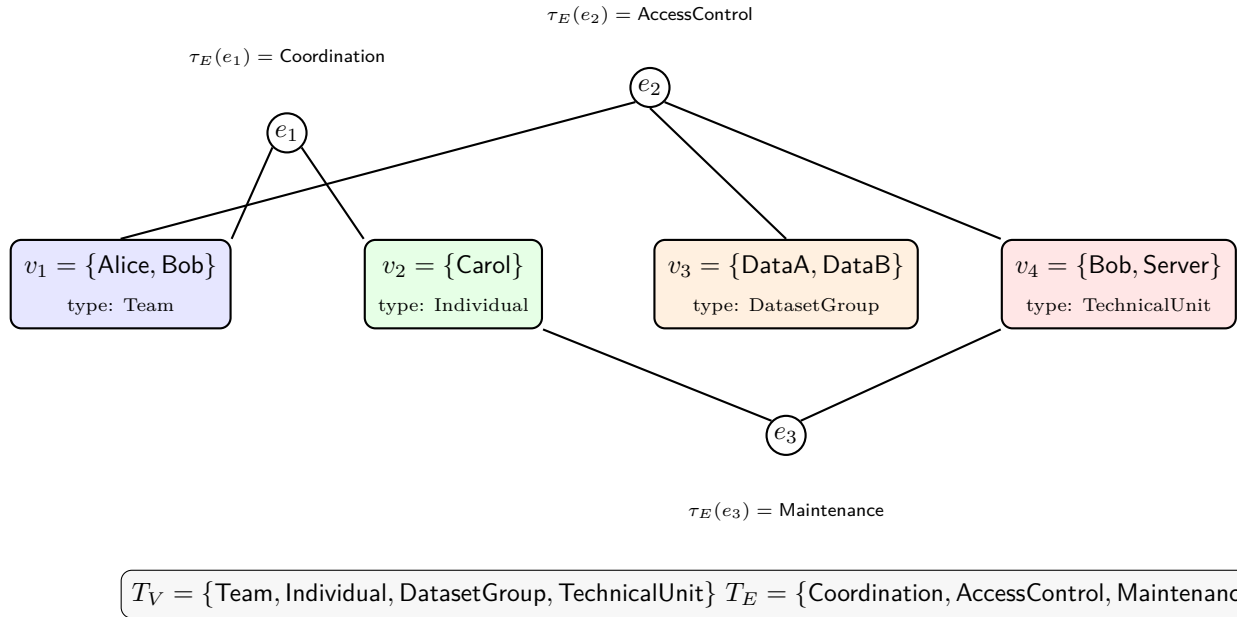 τ_E(e_2) = AccessControl
τ_E(e_1) = Coordination
e_2
e_1
v_1 = {Alice, Bob}
type: Team
v_2 = {Carol}
type: Individual
v_3 = {DataA, DataB}
type: DatasetGroup
v_4 = {Bob, Server}
type: TechnicalUnit
e_3
τ_E(e_3) = Maintenance
T_V = {Team, Individual, DatasetGroup, TechnicalUnit} T_E = {Coordination, AccessControl, Maintenanc